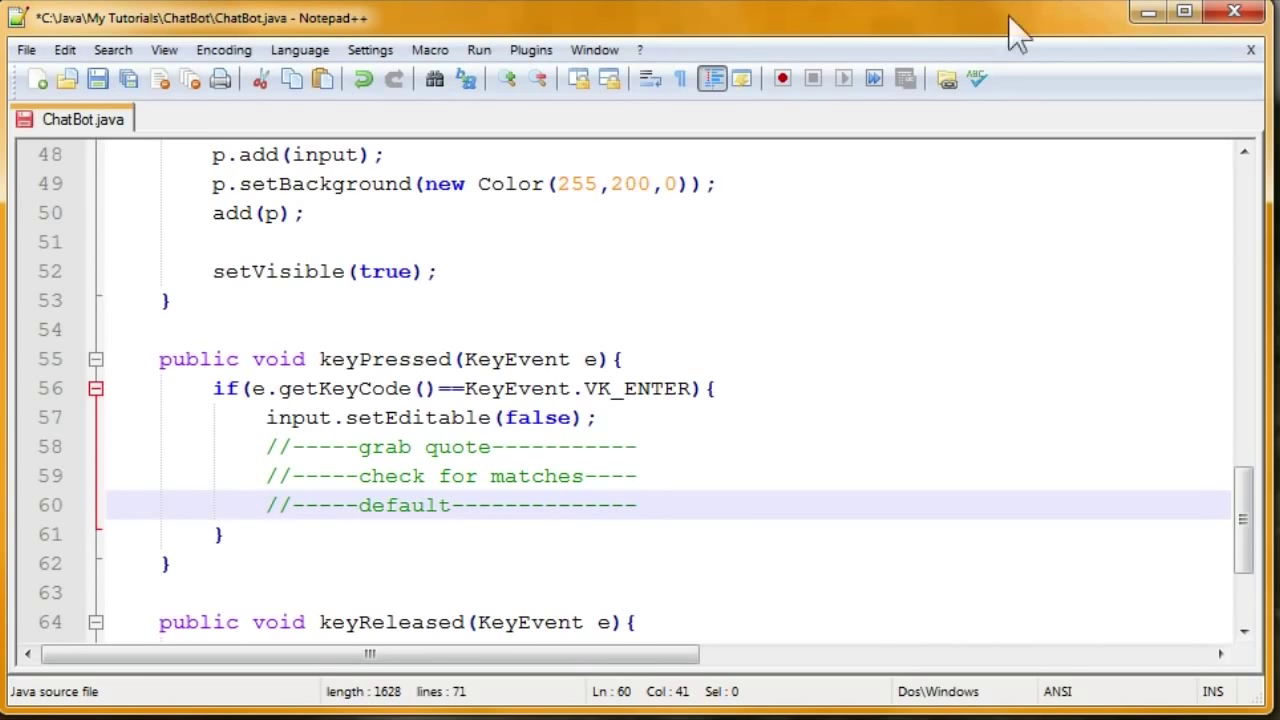 *C:\Java\My Tutorials\ChatBot\ChatBot.java - Notepad++
File Edit Search View Encoding Language Settings Macro Run Plugins Window ? X
ABC
ChatBot.java
48 p.add(input);
49 p.setBackground(new Color(255,200,0));
50 add(p);
51
52 setVisible(true);
53 }
54
55 public void keyPressed(KeyEvent e){
56 if(e.getKeyCode()==KeyEvent.VK_ENTER){
57 input.setEditable(false);
58 //-----grab quote-----------
59 //-----check for matches----
60 //-----default--------------
61 }
62 }
63
64 public void keyReleased(KeyEvent e){
Java source file length : 1628 lines : 71 Ln : 60 Col : 41 Sel : 0 Dos\Windows ANSI INS